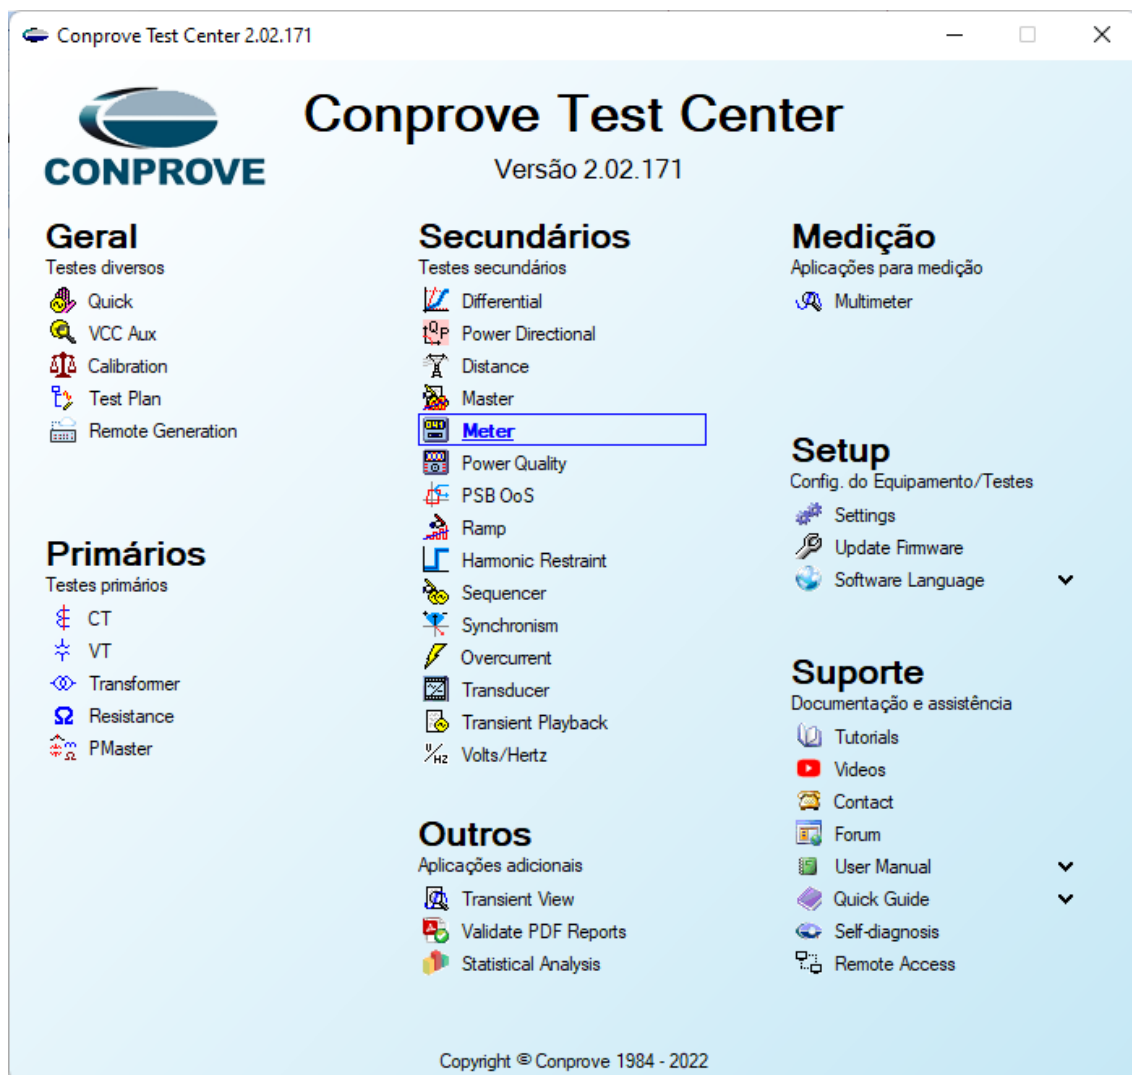 Conprove Test Center 2.02.171
CONPROVE
Conprove Test Center
Versão 2.02.171
Geral
Testes diversos
Quick
VCC Aux
Calibration
Test Plan
Remote Generation
Primários
Testes primários
CT
VT
Transformer
Resistance
PMaster
Secundários
Testes secundários
Differential
Power Directional
Distance
Master
Meter
Power Quality
PSB OoS
Ramp
Harmonic Restraint
Sequencer
Synchronism
Overcurrent
Transducer
Transient Playback
Volts/Hertz
Outros
Aplicações adicionais
Transient View
Validate PDF Reports
Statistical Analysis
Medição
Aplicações para medição
Multimeter
Setup
Config. do Equipamento/Testes
Settings
Update Firmware
Software Language
Suporte
Documentação e assistência
Tutorials
Videos
Contact
Forum
User Manual
Quick Guide
Self-diagnosis
Remote Access
Copyright © Conprove 1984 - 2022